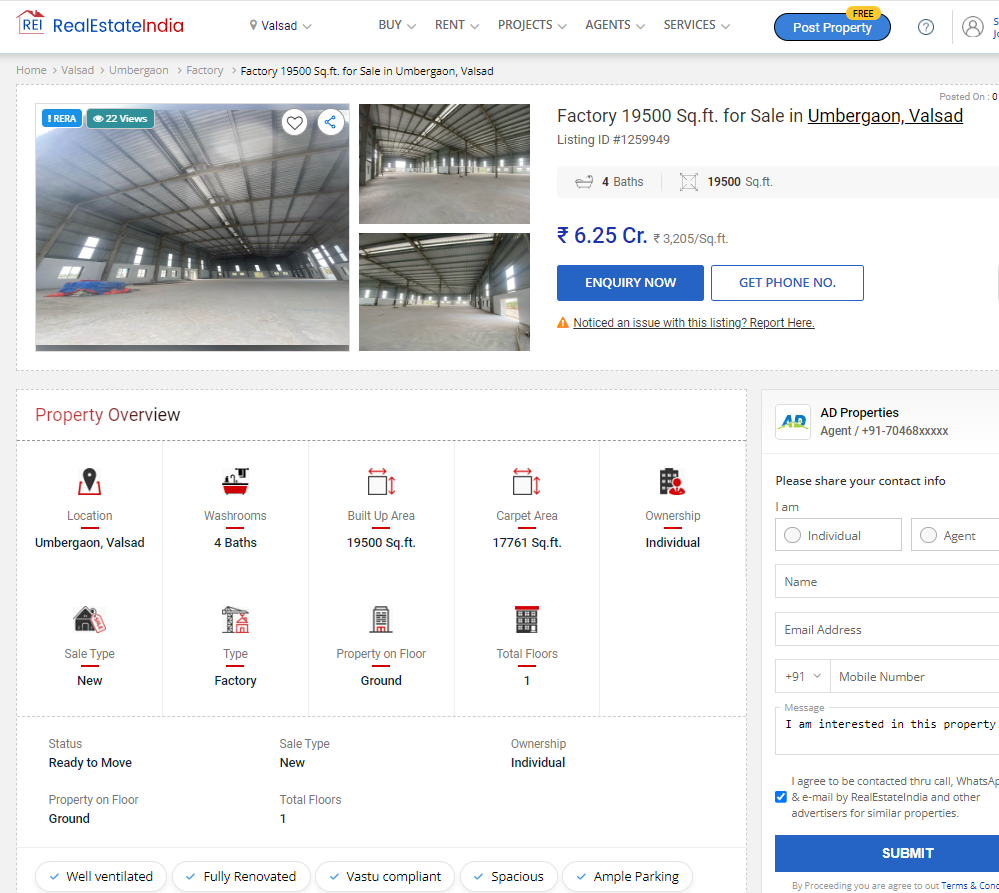 REI RealEstateIndia
Valsad
BUY RENT PROJECTS AGENTS SERVICES
FREE
Post Property
?
Home > Valsad > Umbergaon > Factory > Factory 19500 Sq.ft. for Sale in Umbergaon, Valsad
Posted On : 0
! RERA 22 Views
Factory 19500 Sq.ft. for Sale in Umbergaon, Valsad
Listing ID #1259949
4 Baths 19500 Sq.ft.
₹ 6.25 Cr. ₹ 3,205/Sq.ft.
ENQUIRY NOW GET PHONE NO.
Noticed an issue with this listing? Report Here.
Property Overview
Location Washrooms Built Up Area Carpet Area Ownership
Umbergaon, Valsad 4 Baths 19500 Sq.ft. 17761 Sq.ft. Individual
Sale Type Type Property on Floor Total Floors
New Factory Ground 1
Status Sale Type Ownership
Ready to Move New Individual
Property on Floor Total Floors
Ground 1
Well ventilated Fully Renovated Vastu compliant Spacious Ample Parking
AD AD Properties
Agent / +91-70468xxxxx
Please share your contact info
I am
Individual Agent
Name
Email Address
+91 Mobile Number
Message
I am interested in this property
I agree to be contacted thru call, WhatsAp
& e-mail by RealEstateIndia and other
advertisers for similar properties.
SUBMIT
By Proceeding you are agree to out Terms & Conc